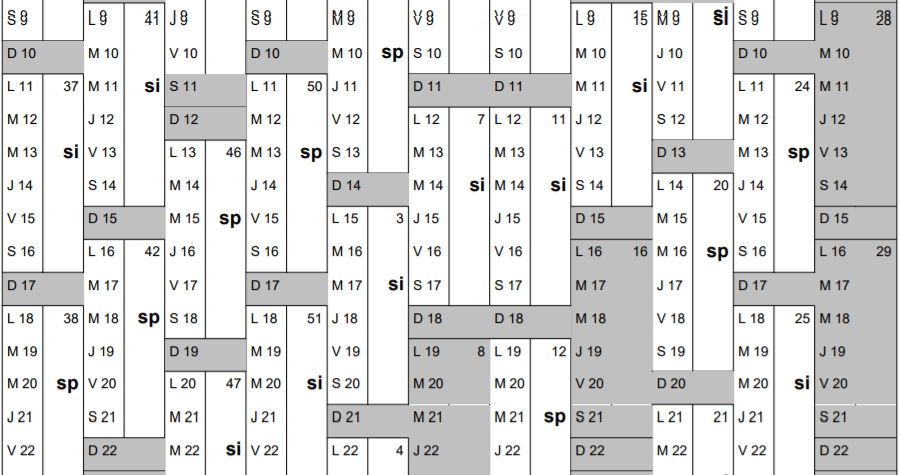 S 9 L 9 41 J 9 S 9 M 9 V 9 V 9 L 9 15 M 9 si S 9 L 9 28
D 10 M 10 V 10 D 10 M 10 sp S 10 S 10 M 10 J 10 D 10 M 10
L 11 37 M 11 si S 11 L 11 50 J 11 D 11 D 11 M 11 si V 11 L 11 24 M 11
M 12 J 12 D 12 M 12 V 12 L 12 7 L 12 11 J 12 S 12 M 12 J 12
M 13 si V 13 L 13 46 M 13 sp S 13 M 13 M 13 V 13 D 13 M 13 sp V 13
J 14 S 14 M 14 J 14 D 14 M 14 si M 14 si S 14 L 14 20 J 14 S 14
V 15 D 15 M 15 sp V 15 L 15 3 J 15 J 15 D 15 M 15 V 15 D 15
S 16 L 16 42 J 16 S 16 M 16 V 16 V 16 L 16 16 M 16 sp S 16 L 16 29
D 17 M 17 V 17 D 17 M 17 si S 17 S 17 M 17 J 17 D 17 M 17
L 18 38 M 18 sp S 18 L 18 51 J 18 D 18 D 18 M 18 V 18 L 18 25 M 18
M 19 J 19 D 19 M 19 V 19 L 19 8 L 19 12 J 19 S 19 M 19 J 19
M 20 sp V 20 L 20 47 M 20 si S 20 M 20 M 20 V 20 D 20 M 20 si V 20
J 21 S 21 M 21 J 21 D 21 M 21 M 21 sp S 21 L 21 21 J 21 S 21
V 22 D 22 M 22 si V 22 L 22 4 J 22 J 22 D 22 M 22 V 22 D 22